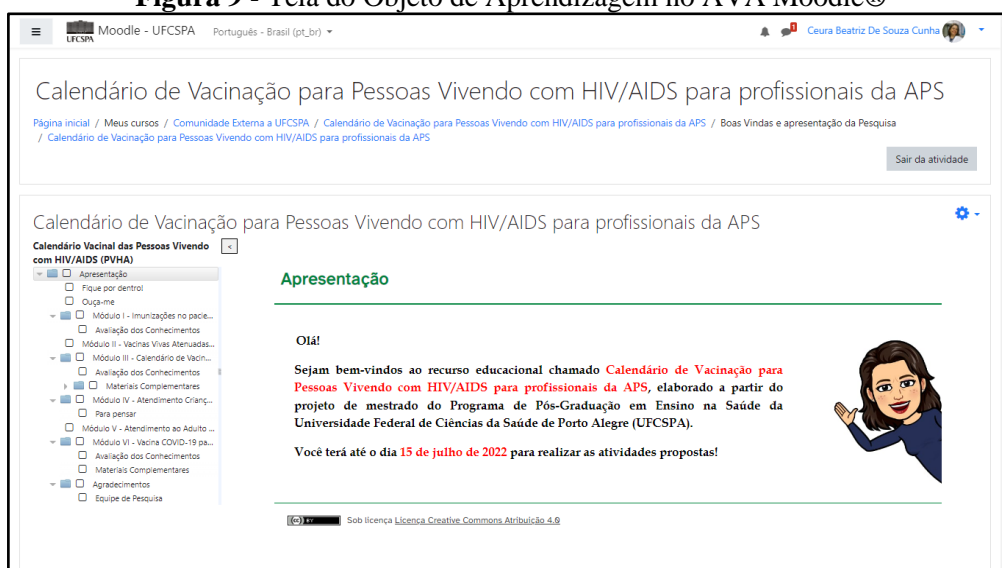 Figura 9 - Tela do Objeto de Aprendizagem no AVA Moodle®
UFCSPA Moodle - UFCSPA Português - Brasil (pt_br) 1 Ceura Beatriz De Souza Cunha
Calendário de Vacinação para Pessoas Vivendo com HIV/AIDS para profissionais da APS
Página inicial / Meus cursos / Comunidade Externa a UFCSPA / Calendário de Vacinação para Pessoas Vivendo com HIV/AIDS para profissionais da APS / Boas Vindas e apresentação da Pesquisa
/ Calendário de Vacinação para Pessoas Vivendo com HIV/AIDS para profissionais da APS
Sair da atividade
Calendário de Vacinação para Pessoas Vivendo com HIV/AIDS para profissionais da APS
Calendário Vacinal das Pessoas Vivendo <
com HIV/AIDS (PVHA)
Apresentação
Fique por dentro!
Ouça-me
Módulo I - Imunizações no pacie...
Avaliação dos Conhecimentos
Módulo II - Vacinas Vivas Atenuadas...
Módulo III - Calendário de Vacin...
Avaliação dos Conhecimentos
Materiais Complementares
Módulo IV - Atendimento Crianç...
Para pensar
Módulo V - Atendimento ao Adulto ...
Módulo VI - Vacina COVID-19 pa...
Avaliação dos Conhecimentos
Materiais Complementares
Agradecimentos
Equipe de Pesquisa
Apresentação
Olá!
Sejam bem-vindos ao recurso educacional chamado Calendário de Vacinação para
Pessoas Vivendo com HIV/AIDS para profissionais da APS, elaborado a partir do
projeto de mestrado do Programa de Pós-Graduação em Ensino na Saúde da
Universidade Federal de Ciências da Saúde de Porto Alegre (UFCSPA).
Você terá até o dia 15 de julho de 2022 para realizar as atividades propostas!
(cc) BY Sob licença Licença Creative Commons Atribuição 4.0